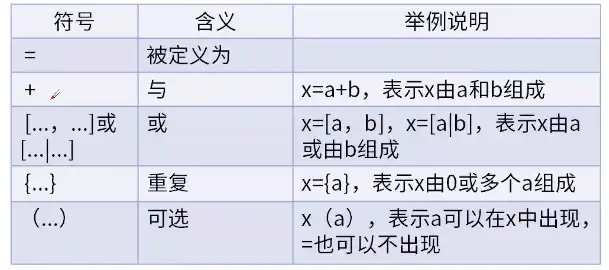 符号 含义 举例说明
= 被定义为
+ 与 x=a+b，表示x由a和b组成
[...，...]或 或 x=[a，b]，x=[a|b]，表示x由a
[...|...] 或由b组成
{...} 重复 x={a}，表示x由0或多个a组成
（...） 可选 x（a），表示a可以在x中出现，
=也可以不出现